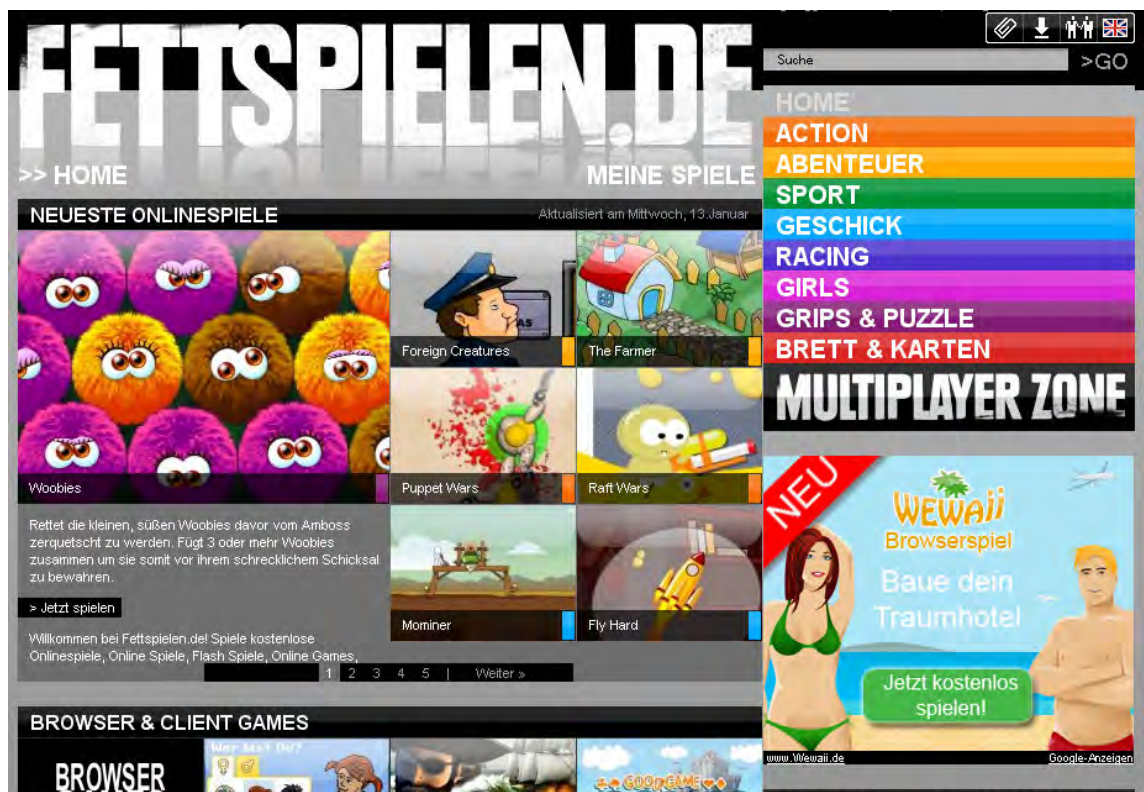 FETTSPIELEN.DE
Suche
>GO
>> HOME
MEINE SPIELE
HOME
ACTION
ABENTEUER
SPORT
GESCHICK
RACING
GIRLS
GRIPS & PUZZLE
BRETT & KARTEN
MULTIPLAYER ZONE
NEUESTE ONLINESPIELE
Aktualisiert am Mittwoch, 13.Januar
Woobies
Foreign Creatures
The Farmer
Puppet Wars
Raft Wars
Mominer
Fly Hard
Rettet die kleinen, süßen Woobies davor vom Amboss
zerquetscht zu werden. Fügt 3 oder mehr Woobies
zusammen um sie somit vor ihrem schrecklichem Schicksal
zu bewahren.
> Jetzt spielen
Willkommen bei Fettspielen.de! Spiele kostenlose
Onlinespiele, Online Spiele, Flash Spiele, Online Games,
1 2 3 4 5 | Weiter »
NEU
WEWAii
Browserspiel
Baue dein
Traumhotel
Jetzt kostenlos
spielen!
www.Wewaii.de
Google-Anzeigen
BROWSER & CLIENT GAMES
BROWSER
Wer bist Du?
GOODGAME